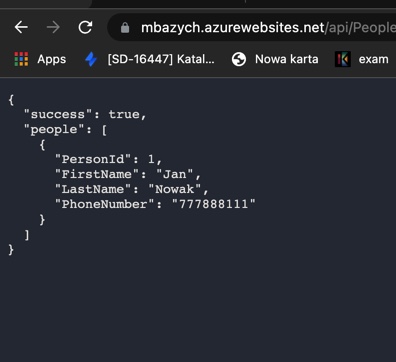 mbazych.azurewebsites.net/api/People
Apps [SD-16447] Katal... Nowa karta exam
{
"success": true,
"people": [
{
"PersonId": 1,
"FirstName": "Jan",
"LastName": "Nowak",
"PhoneNumber": "777888111"
}
]
}